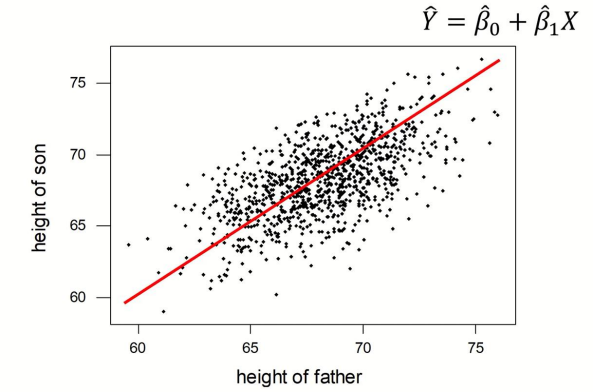 Ŷ = β̂₀ + β̂₁X
75
70
65
60
height of son
60 65 70 75
height of father